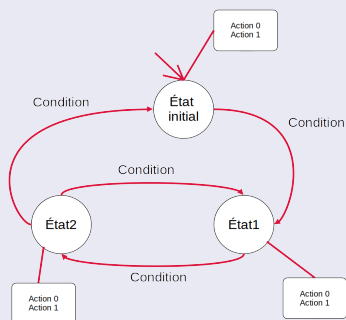 Action 0
Action 1
Condition
État
initial
Condition
Condition
État2
État1
Condition
Action 0
Action 1
Action 0
Action 1